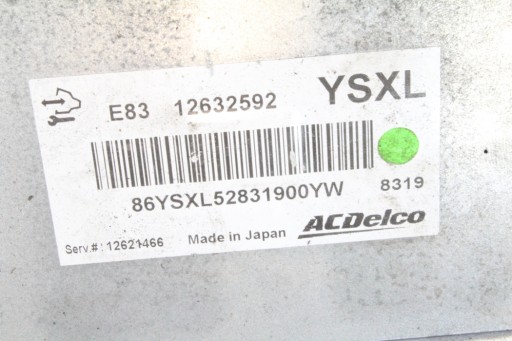 E83 12632592 YSXL
86YSXL52831900YW 8319
Serv.#: 12621466 Made in Japan ACDelco